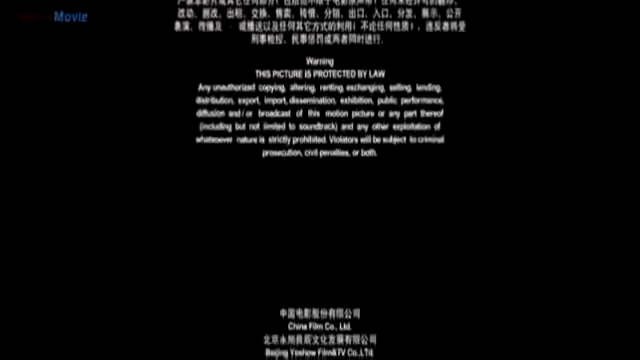 Movie
改动、剧改、出租、交换、售卖、转借、分销、出口、入口、分发、展示、公开
表演、传播及 或播送以及任何其它方式的利用（不论任何性质），违反者将受
刑事检控、民事惩罚或两者同时进行。
Warning
THIS PICTURE IS PROTECTED BY LAW
Any unauthorized copying, altering, renting, exchanging, selling, lending,
distribution, export, import, dissemination, exhibition, public performance,
diffusion and/or broadcast of this motion picture or any part thereof
(including but not limited to soundtrack) and any other exploitation of
whatsoever nature is strictly prohibited. Violators will be subject to criminal
prosecution, civil penalties, or both.
中国电影股份有限公司
China Film Co., Ltd.
北京永旭良辰文化发展有限公司
Beijing Yoshow Film&TV Co.,Ltd.